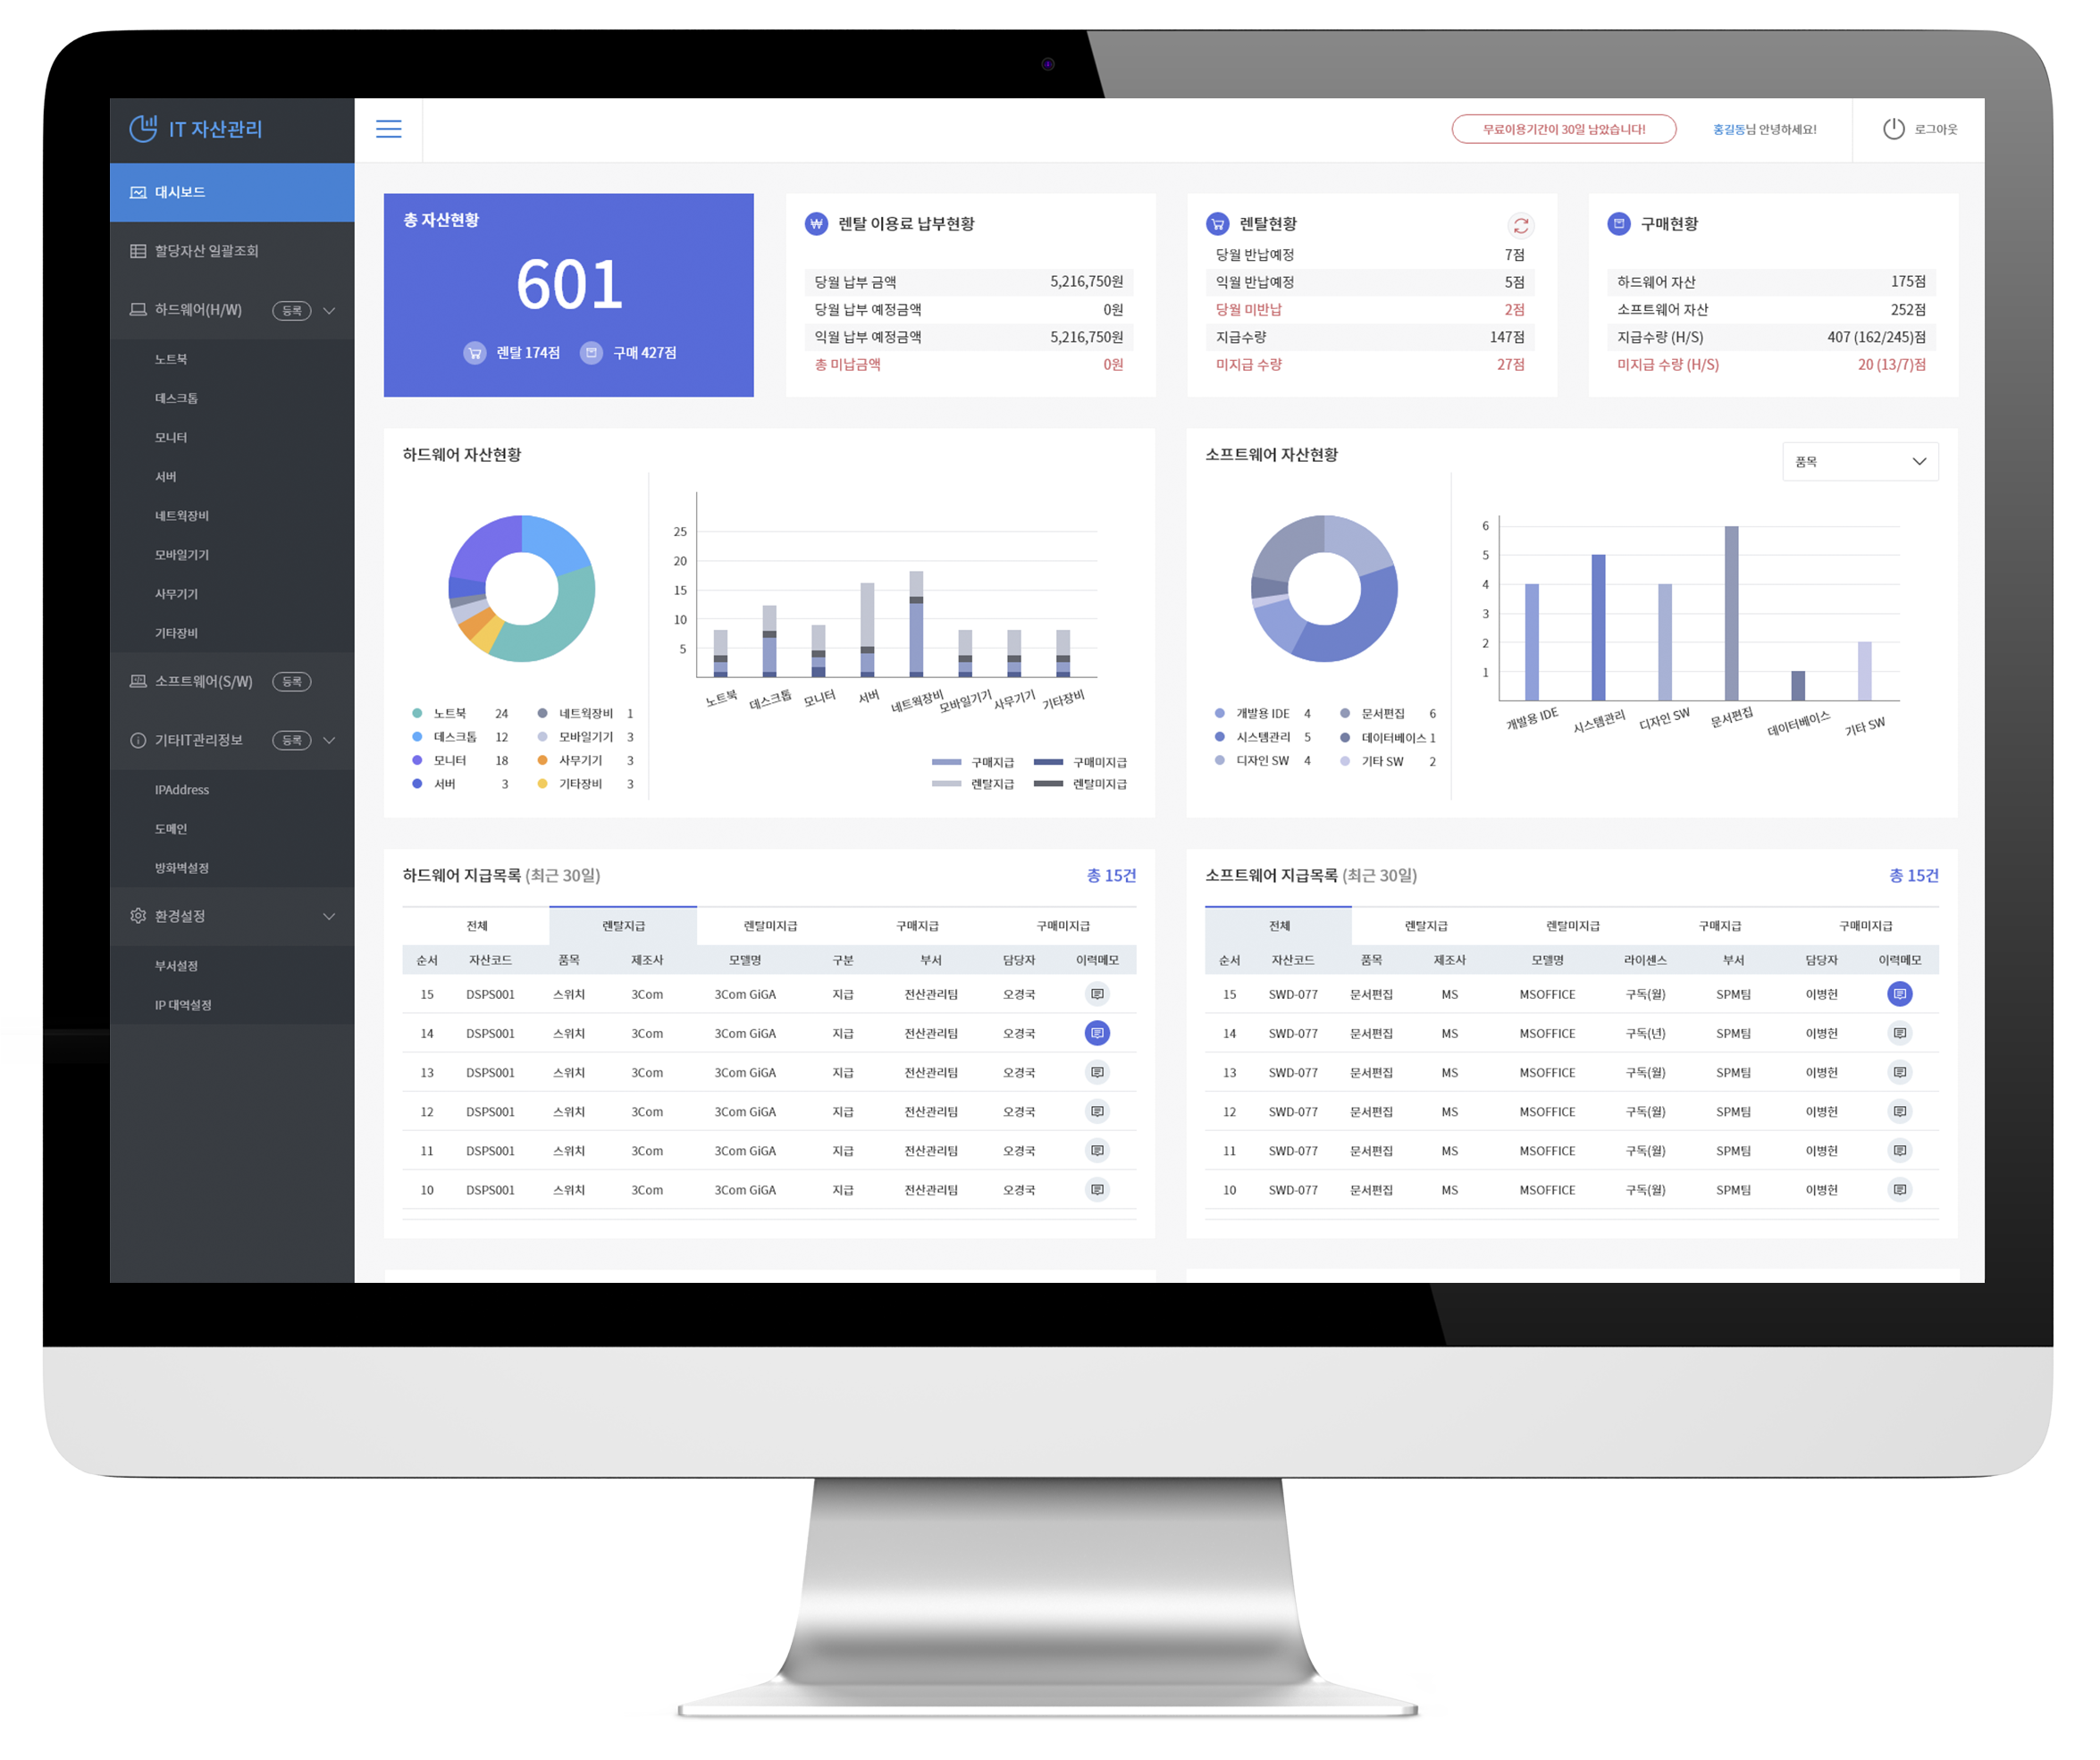 IT 자산관리
무료이용기간이 30일 남았습니다!
홍길동님 안녕하세요!
로그아웃
대시보드
할당자산 일괄조회
하드웨어(H/W) 등록
노트북
데스크톱
모니터
서버
네트웍장비
모바일기기
사무기기
기타장비
소프트웨어(S/W) 등록
기타IT관리정보 등록
IPAddress
도메인
방화벽설정
환경설정
부서설정
IP 대역설정
총 자산현황
601
렌탈 174점 구매 427점
렌탈 이용료 납부현황
당월 납부 금액 5,216,750원
당월 납부 예정금액 0원
익월 납부 예정금액 5,216,750원
총 미납금액 0원
렌탈현황
당월 반납예정 7점
익월 반납예정 5점
당월 미반납 2점
지급수량 147점
미지급 수량 27점
구매현황
하드웨어 자산 175점
소프트웨어 자산 252점
지급수량 (H/S) 407 (162/245)점
미지급 수량 (H/S) 20 (13/7)점
하드웨어 자산현황
노트북 24 네트웍장비 1
데스크톱 12 모바일기기 3
모니터 18 사무기기 3
서버 3 기타장비 3
25
20
15
10
5
노트북 데스크톱 모니터 서버 네트웍장비 모바일기기 사무기기 기타장비
구매지급 구매미지급
렌탈지급 렌탈미지급
소프트웨어 자산현황
품목
개발용 IDE 4 문서편집 6
시스템관리 5 데이터베이스 1
디자인 SW 4 기타 SW 2
6
5
4
3
2
1
개발용 IDE 시스템관리 디자인 SW 문서편집 데이터베이스 기타 SW
하드웨어 지급목록 (최근 30일) 총 15건
전체 렌탈지급 렌탈미지급 구매지급 구매미지급
순서 자산코드 품목 제조사 모델명 구분 부서 담당자 이력메모
15 DSPS001 스위치 3Com 3Com GiGA 지급 전산관리팀 오경국
14 DSPS001 스위치 3Com 3Com GiGA 지급 전산관리팀 오경국
13 DSPS001 스위치 3Com 3Com GiGA 지급 전산관리팀 오경국
12 DSPS001 스위치 3Com 3Com GiGA 지급 전산관리팀 오경국
11 DSPS001 스위치 3Com 3Com GiGA 지급 전산관리팀 오경국
10 DSPS001 스위치 3Com 3Com GiGA 지급 전산관리팀 오경국
소프트웨어 지급목록 (최근 30일) 총 15건
전체 렌탈지급 렌탈미지급 구매지급 구매미지급
순서 자산코드 품목 제조사 모델명 라이센스 부서 담당자 이력메모
15 SWD-077 문서편집 MS MSOFFICE 구독(월) SPM팀 이병헌
14 SWD-077 문서편집 MS MSOFFICE 구독(년) SPM팀 이병헌
13 SWD-077 문서편집 MS MSOFFICE 구독(월) SPM팀 이병헌
12 SWD-077 문서편집 MS MSOFFICE 구독(월) SPM팀 이병헌
11 SWD-077 문서편집 MS MSOFFICE 구독(월) SPM팀 이병헌
10 SWD-077 문서편집 MS MSOFFICE 구독(월) SPM팀 이병헌